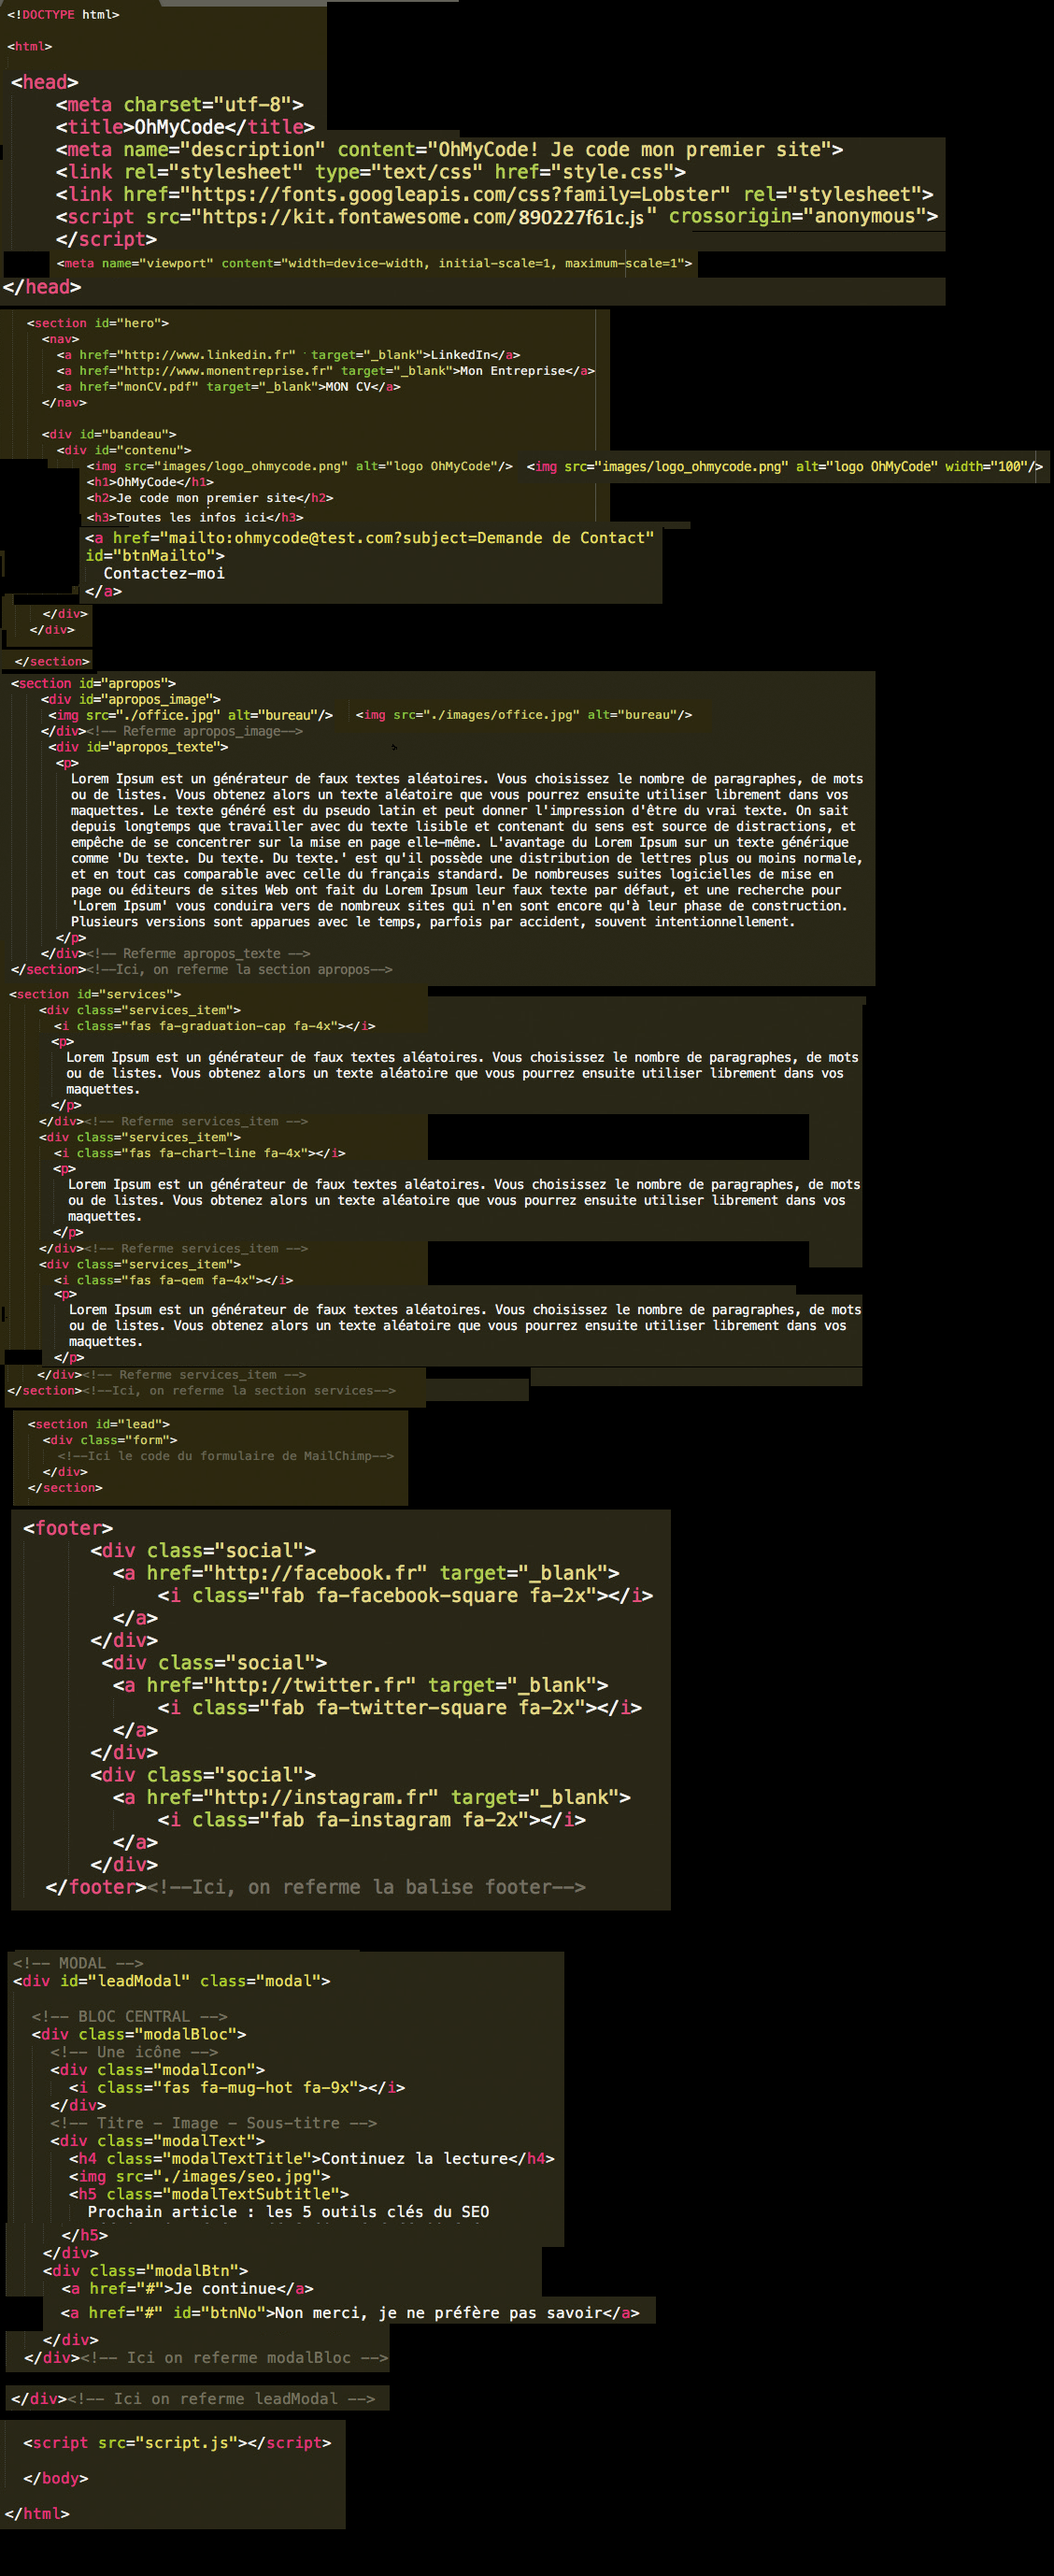 <!DOCTYPE html>
<html>
<head>
<meta charset="utf-8">
<title>OhMyCode</title>
<meta name="description" content="OhMyCode! Je code mon premier site">
<link rel="stylesheet" type="text/css" href="style.css">
<link href="https://fonts.googleapis.com/css?family=Lobster" rel="stylesheet">
<script src="https://kit.fontawesome.com/890227f61c.js" crossorigin="anonymous">
</script>
<meta name="viewport" content="width=device-width, initial-scale=1, maximum-scale=1">
</head>
<section id="hero">
<nav>
<a href="http://www.linkedin.fr" target="_blank">LinkedIn</a>
<a href="http://www.monentreprise.fr" target="_blank">Mon Entreprise</a>
<a href="monCV.pdf" target="_blank">MON CV</a>
</nav>
<div id="bandeau">
<div id="contenu">
<img src="images/logo_ohmycode.png" alt="logo OhMyCode"/> <img src="images/logo_ohmycode.png" alt="logo OhMyCode" width="100"/>
<h1>OhMyCode</h1>
<h2>Je code mon premier site</h2>
<h3>Toutes les infos ici</h3>
<a href="mailto:ohmycode@test.com?subject=Demande de Contact"
id="btnMailto">
Contactez-moi
</a>
</div>
</div>
</section>
<section id="apropos">
<div id="apropos_image">
<img src="./office.jpg" alt="bureau"/> <img src="./images/office.jpg" alt="bureau"/>
</div><!-- Referme apropos_image-->
<div id="apropos_texte">
<p>
Lorem Ipsum est un générateur de faux textes aléatoires. Vous choisissez le nombre de paragraphes, de mots
ou de listes. Vous obtenez alors un texte aléatoire que vous pourrez ensuite utiliser librement dans vos
maquettes. Le texte généré est du pseudo latin et peut donner l'impression d'être du vrai texte. On sait
depuis longtemps que travailler avec du texte lisible et contenant du sens est source de distractions, et
empêche de se concentrer sur la mise en page elle-même. L'avantage du Lorem Ipsum sur un texte générique
comme 'Du texte. Du texte. Du texte.' est qu'il possède une distribution de lettres plus ou moins normale,
et en tout cas comparable avec celle du français standard. De nombreuses suites logicielles de mise en
page ou éditeurs de sites Web ont fait du Lorem Ipsum leur faux texte par défaut, et une recherche pour
'Lorem Ipsum' vous conduira vers de nombreux sites qui n'en sont encore qu'à leur phase de construction.
Plusieurs versions sont apparues avec le temps, parfois par accident, souvent intentionnellement.
</p>
</div><!-- Referme apropos_texte -->
</section><!--Ici, on referme la section apropos-->
<section id="services">
<div class="services_item">
<i class="fas fa-graduation-cap fa-4x"></i>
<p>
Lorem Ipsum est un générateur de faux textes aléatoires. Vous choisissez le nombre de paragraphes, de mots
ou de listes. Vous obtenez alors un texte aléatoire que vous pourrez ensuite utiliser librement dans vos
maquettes.
</p>
</div><!-- Referme services_item -->
<div class="services_item">
<i class="fas fa-chart-line fa-4x"></i>
<p>
Lorem Ipsum est un générateur de faux textes aléatoires. Vous choisissez le nombre de paragraphes, de mots
ou de listes. Vous obtenez alors un texte aléatoire que vous pourrez ensuite utiliser librement dans vos
maquettes.
</p>
</div><!-- Referme services_item -->
<div class="services_item">
<i class="fas fa-gem fa-4x"></i>
<p>
Lorem Ipsum est un générateur de faux textes aléatoires. Vous choisissez le nombre de paragraphes, de mots
ou de listes. Vous obtenez alors un texte aléatoire que vous pourrez ensuite utiliser librement dans vos
maquettes.
</p>
</div><!-- Referme services_item -->
</section><!--Ici, on referme la section services-->
<section id="lead">
<div class="form">
<!--Ici le code du formulaire de MailChimp-->
</div>
</section>
<footer>
<div class="social">
<a href="http://facebook.fr" target="_blank">
<i class="fab fa-facebook-square fa-2x"></i>
</a>
</div>
<div class="social">
<a href="http://twitter.fr" target="_blank">
<i class="fab fa-twitter-square fa-2x"></i>
</a>
</div>
<div class="social">
<a href="http://instagram.fr" target="_blank">
<i class="fab fa-instagram fa-2x"></i>
</a>
</div>
</footer><!--Ici, on referme la balise footer-->
<!-- MODAL -->
<div id="leadModal" class="modal">
<!-- BLOC CENTRAL -->
<div class="modalBloc">
<!-- Une icône -->
<div class="modalIcon">
<i class="fas fa-mug-hot fa-9x"></i>
</div>
<!-- Titre - Image - Sous-titre -->
<div class="modalText">
<h4 class="modalTextTitle">Continuez la lecture</h4>
<img src="./images/seo.jpg">
<h5 class="modalTextSubtitle">
Prochain article : les 5 outils clés du SEO
</h5>
</div>
<div class="modalBtn">
<a href="#">Je continue</a>
<a href="#" id="btnNo">Non merci, je ne préfère pas savoir</a>
</div>
</div><!-- Ici on referme modalBloc -->
</div><!-- Ici on referme leadModal -->
<script src="script.js"></script>
</body>
</html>